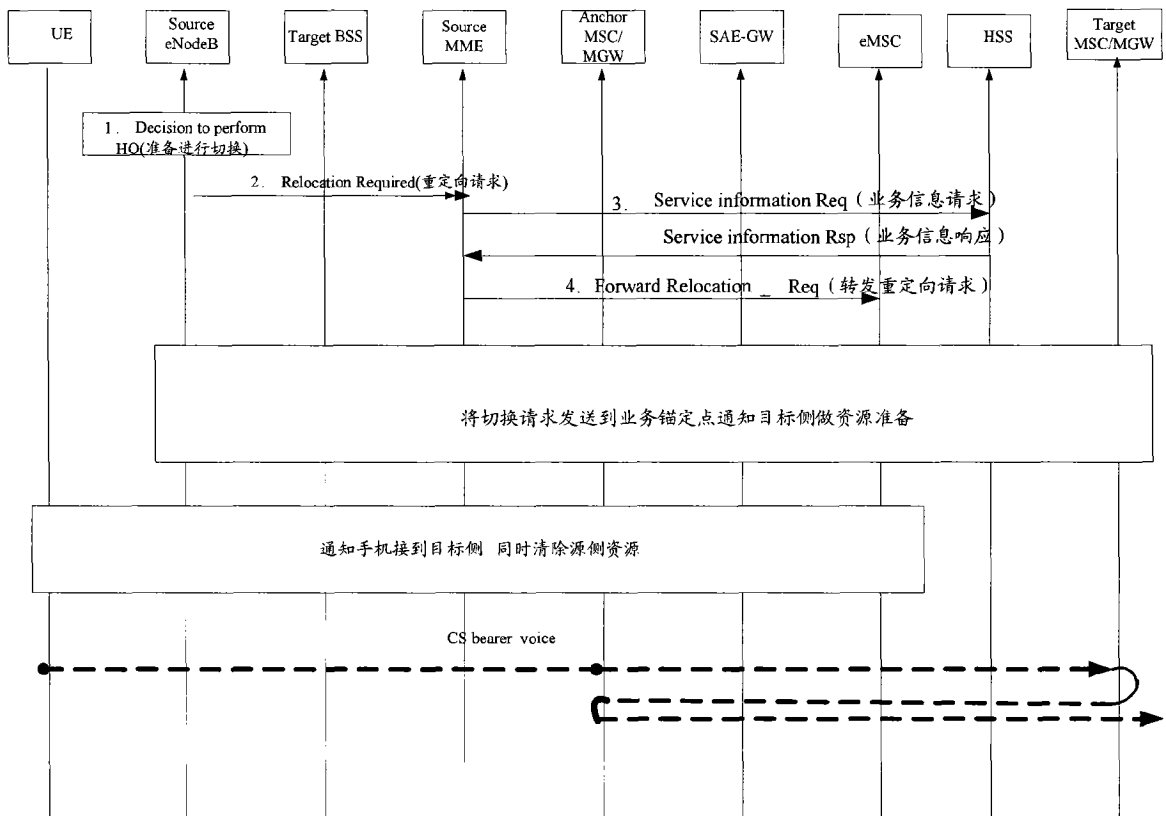 UE
Source
eNodeB
Target BSS
Source
MME
Anchor
MSC/
MGW
SAE-GW
eMSC
HSS
Target
MSC/MGW
1. Decision to perform
HO(准备进行切换)
2. Relocation Required(重定向请求)
3. Service information Req（业务信息请求）
Service information Rsp（业务信息响应）
4. Forward Relocation _ Req（转发重定向请求）
将切换请求发送到业务锚定点通知目标侧做资源准备
通知手机接到目标侧 同时清除源侧资源
CS bearer voice